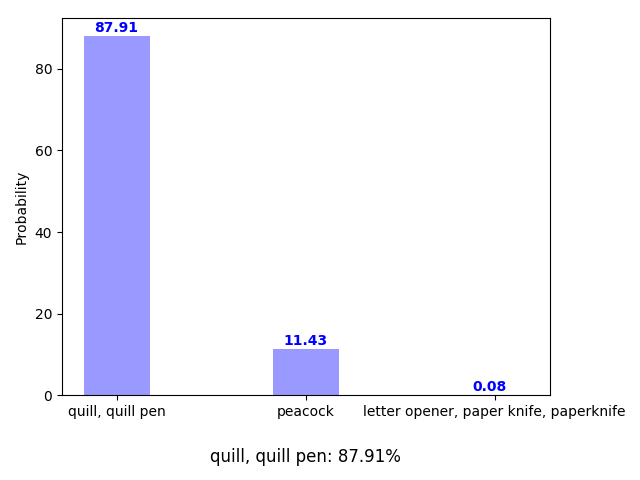 87.91
80
60
40
20
0
Probability
11.43
0.08
quill, quill pen
peacock
letter opener, paper knife, paperknife
quill, quill pen: 87.91%